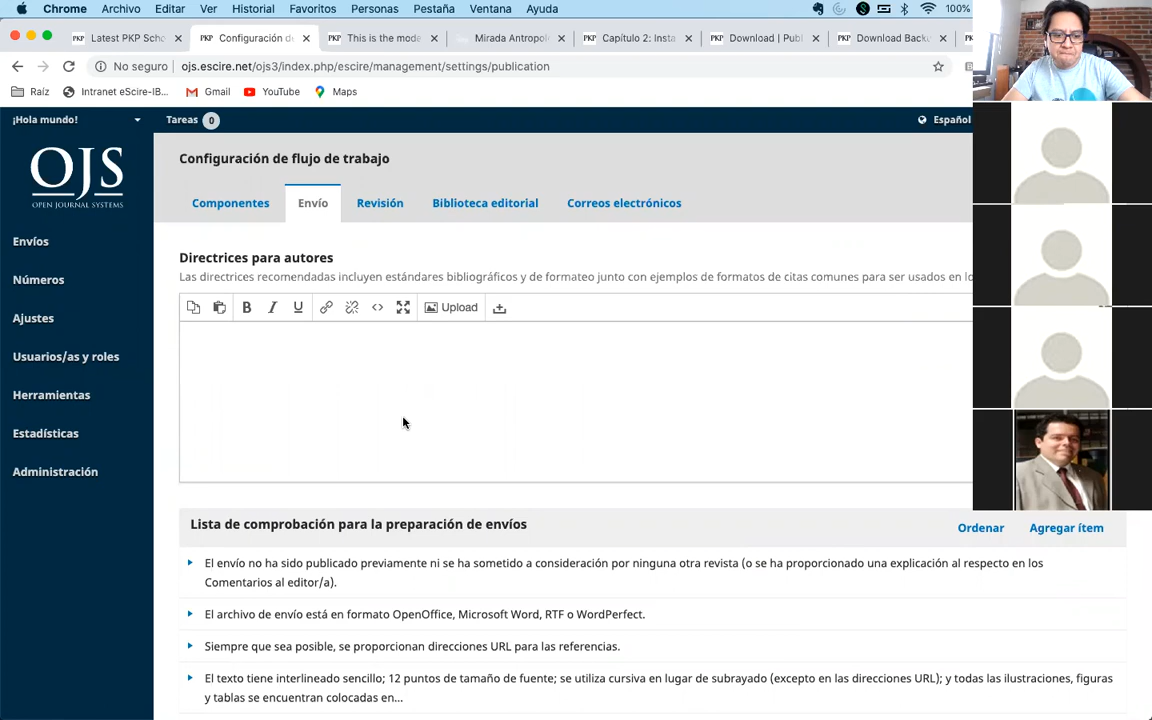 Chrome Archivo Editar Ver Historial Favoritos Personas Pestaña Ventana Ayuda 100%
Latest PKP Scho Configuración d This is the mode Mirada Antropol Capítulo 2: Insta Download | Publ Download Back
No seguro ojs.escire.net/ojs3/index.php/escire/management/settings/publication
Raíz Intranet eScire-IB... Gmail YouTube Maps
¡Hola mundo! Tareas 0 Español
OJS
OPEN JOURNAL SYSTEMS
Envíos
Números
Ajustes
Usuarios/as y roles
Herramientas
Estadísticas
Administración
Configuración de flujo de trabajo
Componentes Envío Revisión Biblioteca editorial Correos electrónicos
Directrices para autores
Las directrices recomendadas incluyen estándares bibliográficos y de formateo junto con ejemplos de formatos de citas comunes para ser usados en lo
B I U Upload
Lista de comprobación para la preparación de envíos Ordenar Agregar ítem
El envío no ha sido publicado previamente ni se ha sometido a consideración por ninguna otra revista (o se ha proporcionado una explicación al respecto en los
Comentarios al editor/a).
El archivo de envío está en formato OpenOffice, Microsoft Word, RTF o WordPerfect.
Siempre que sea posible, se proporcionan direcciones URL para las referencias.
El texto tiene interlineado sencillo; 12 puntos de tamaño de fuente; se utiliza cursiva en lugar de subrayado (excepto en las direcciones URL); y todas las ilustraciones, figuras
y tablas se encuentran colocadas en...